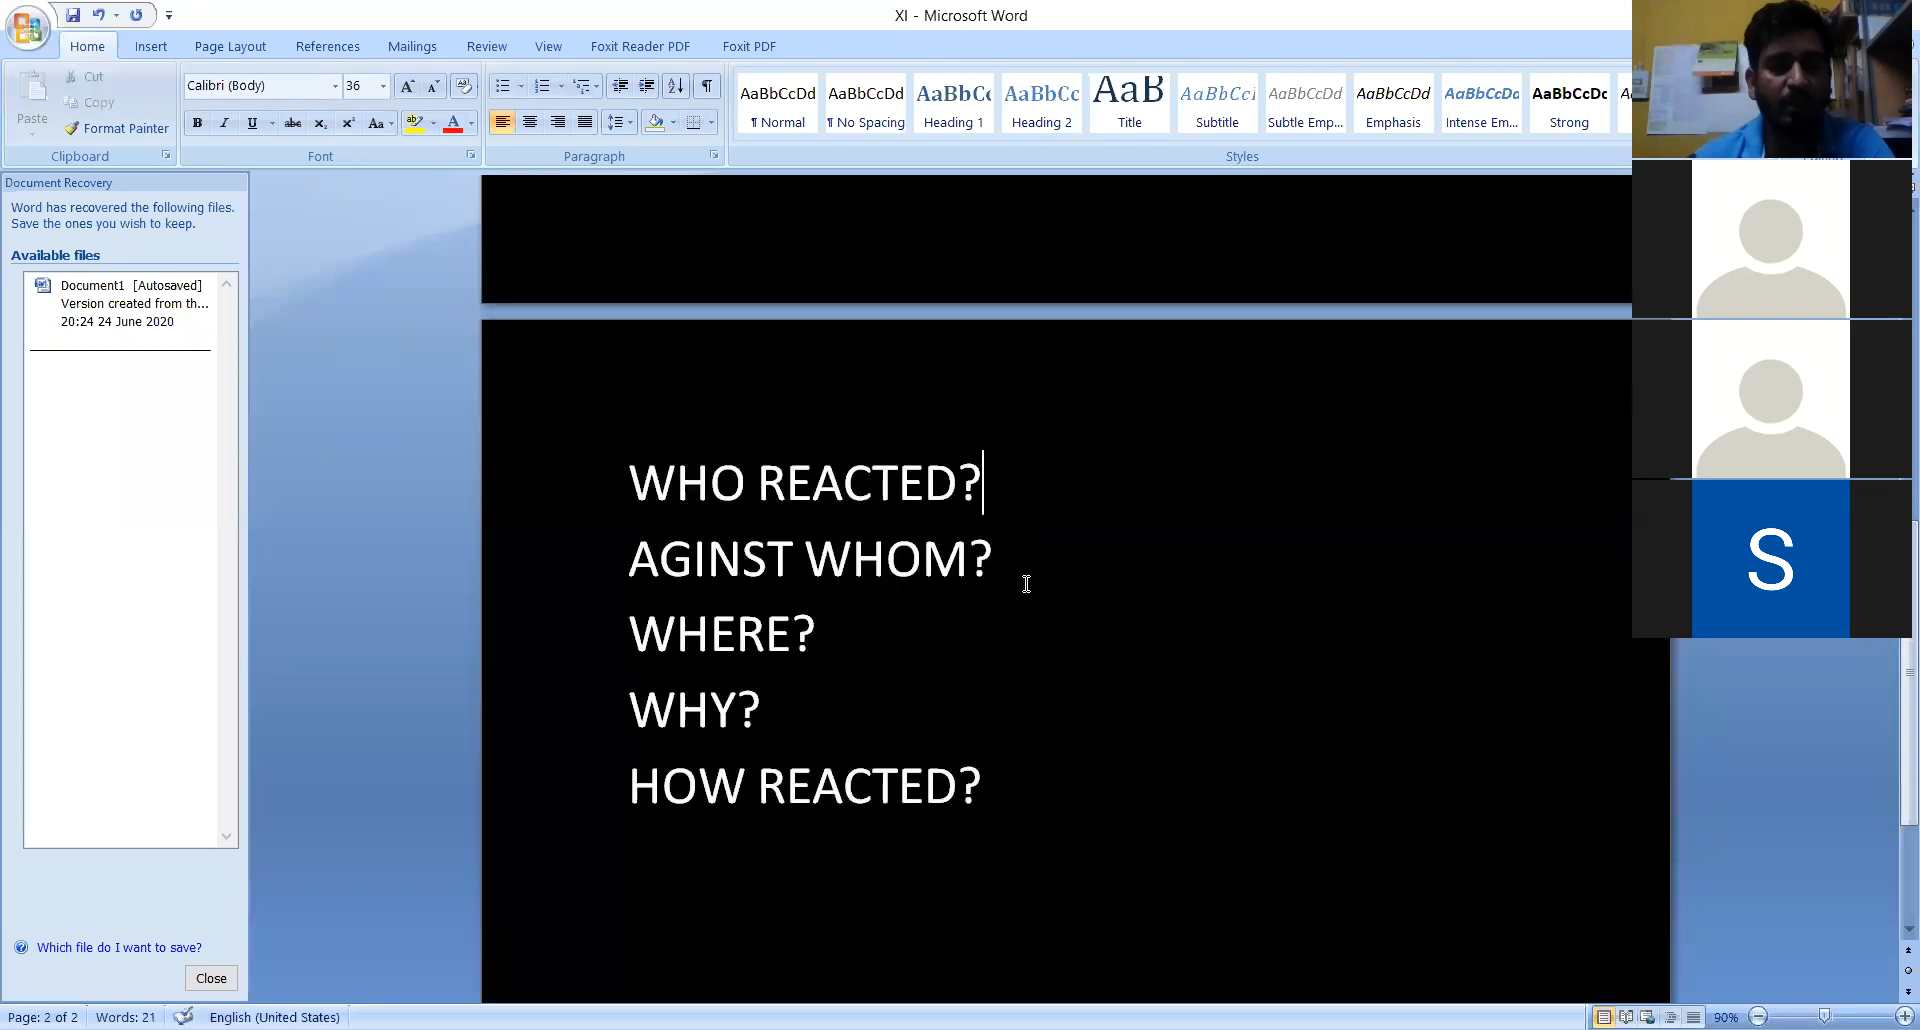 XI - Microsoft Word
Home Insert Page Layout References Mailings Review View Foxit Reader PDF Foxit PDF
Cut
Copy
Format Painter
Paste
Clipboard
Calibri (Body) 36
Font
Paragraph
AaBbCcDd AaBbCcDd AaBbCc AaBbCc AaB AaBbCcI AaBbCcDd AaBbCcDd AaBbCcDd AaBbCcDc
¶ Normal ¶ No Spacing Heading 1 Heading 2 Title Subtitle Subtle Emp... Emphasis Intense Em... Strong
Styles
Document Recovery
Word has recovered the following files.
Save the ones you wish to keep.
Available files
Document1 [Autosaved]
Version created from th...
20:24 24 June 2020
Which file do I want to save?
Close
WHO REACTED?
AGINST WHOM?
WHERE?
WHY?
HOW REACTED?
S
Page: 2 of 2 Words: 21 English (United States) 90%